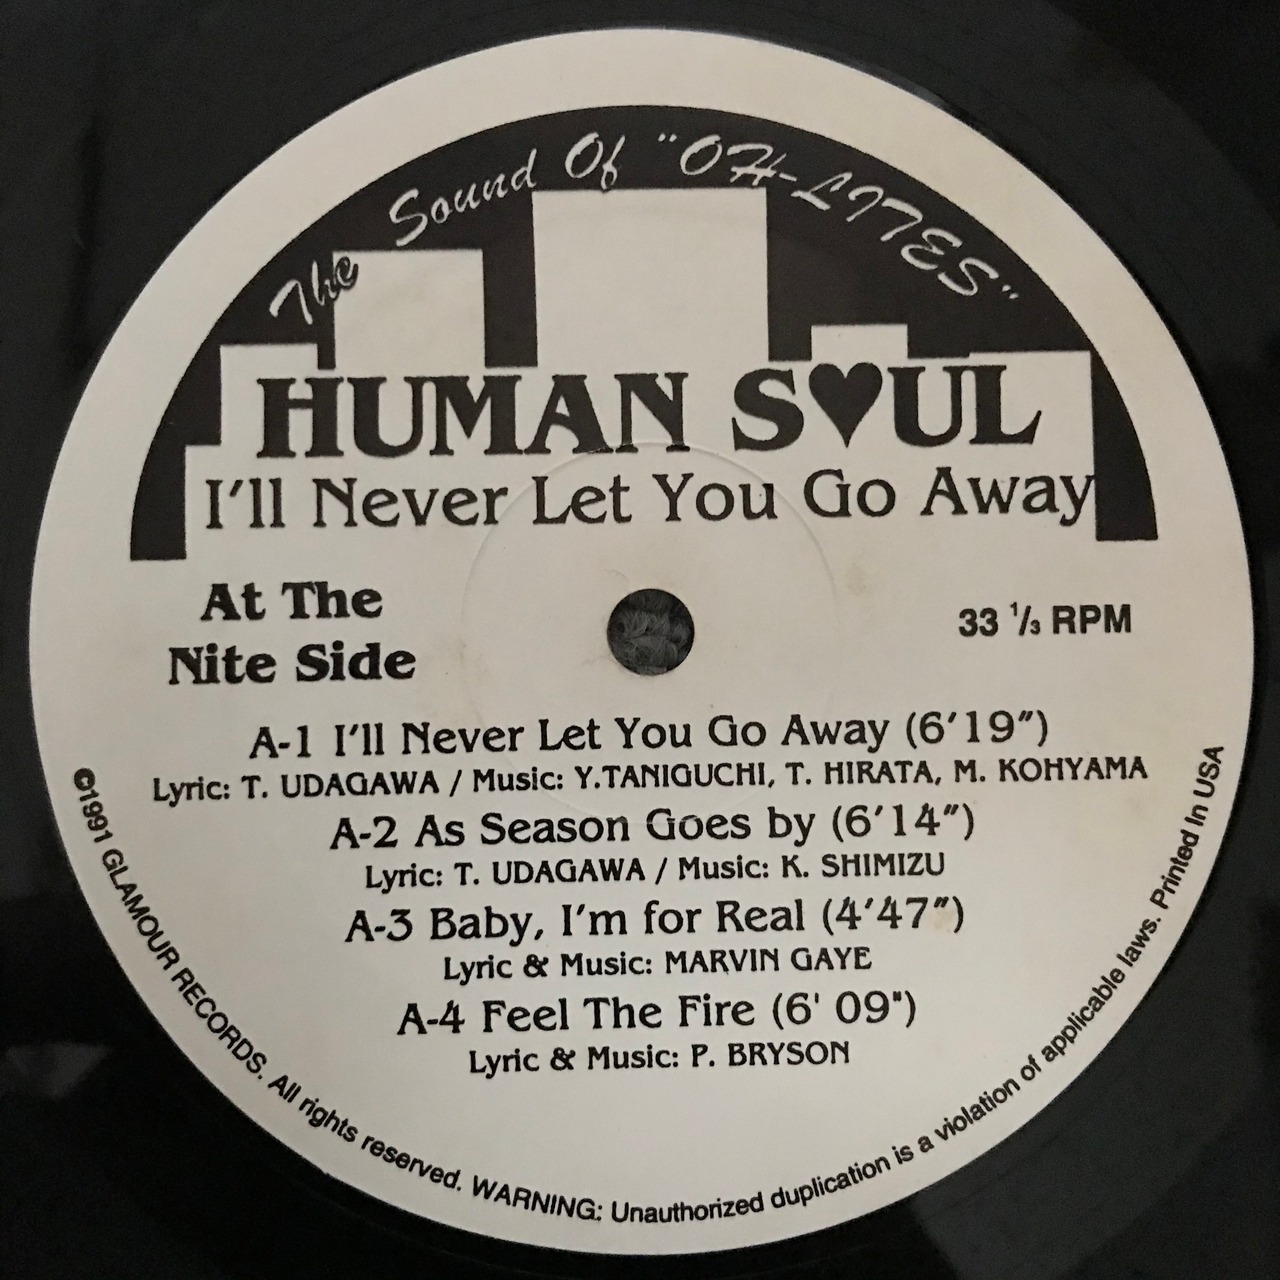 The Sound Of "OH-LITES"
HUMAN S♥UL
I'll Never Let You Go Away
At The
Nite Side
33 1/3 RPM
A-1 I'll Never Let You Go Away (6'19")
Lyric: T. UDAGAWA / Music: Y.TANIGUCHI, T. HIRATA, M. KOHYAMA
A-2 As Season Goes by (6'14")
Lyric: T. UDAGAWA / Music: K. SHIMIZU
A-3 Baby, I'm for Real (4'47")
Lyric & Music: MARVIN GAYE
A-4 Feel The Fire (6' 09")
Lyric & Music: P. BRYSON
©1991 GLAMOUR RECORDS. All rights reserved. WARNING: Unauthorized duplication is a violation of applicable laws. Printed In USA